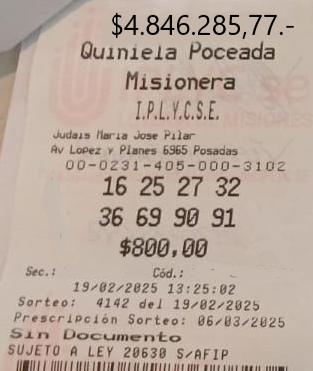 $4.846.285,77.-
Quiniela Poceada
Misionera
I.P.L.Y.C.S.E.
Judais Maria Jose Pilar
Av Lopez y Planes 6965 Posadas
00-0231-405-000-3102
16 25 27 32
36 69 90 91
$800,00
Sec.: Cód.:
19/02/2025 13:25:02
Sorteo: 4142 del 19/02/2025
Prescripción Sorteo: 06/03/2025
Sin Documento
SUJETO A LEY 20630 S/AFIP